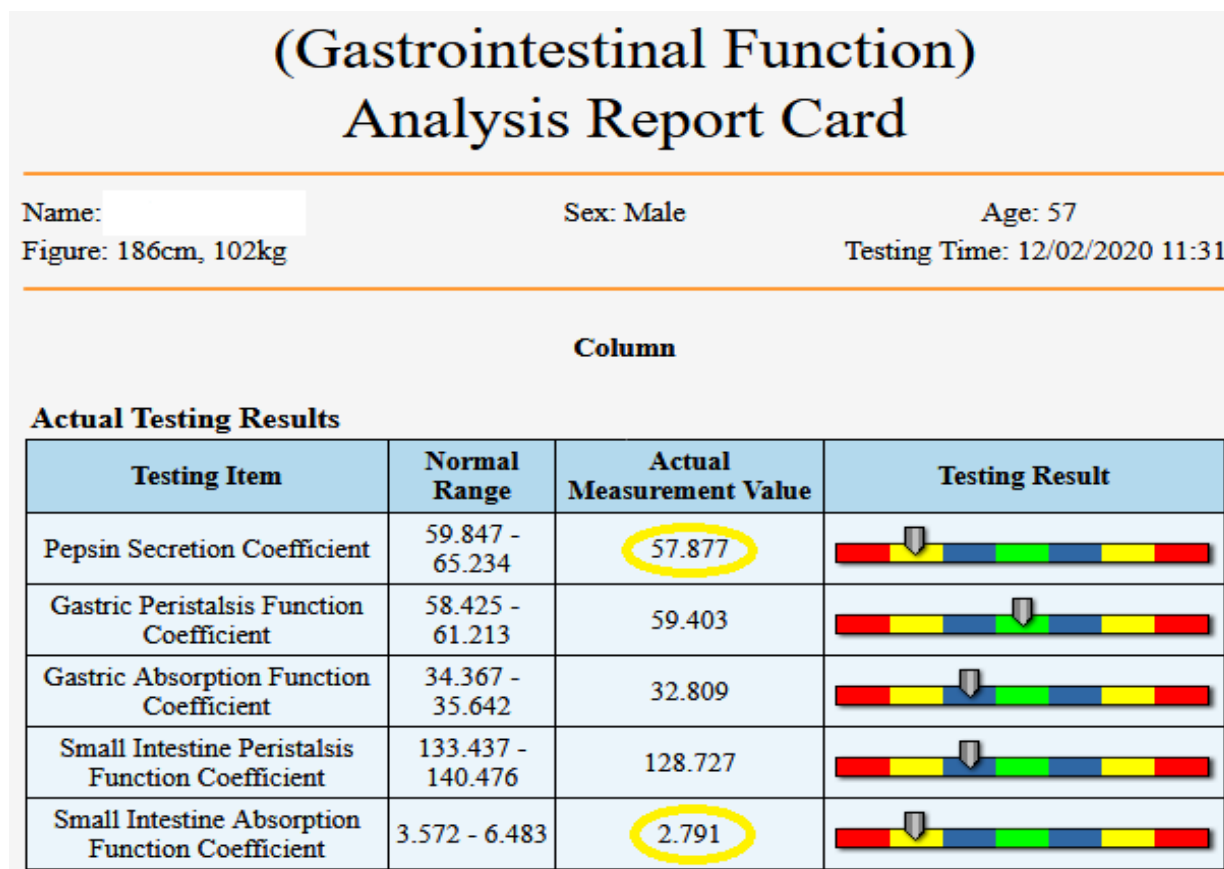 (Gastrointestinal Function)
Analysis Report Card
Name: Sex: Male Age: 57
Figure: 186cm, 102kg Testing Time: 12/02/2020 11:31
Column
Actual Testing Results
Testing Item Normal Range Actual Measurement Value Testing Result
Pepsin Secretion Coefficient 59.847 - 65.234 57.877
Gastric Peristalsis Function Coefficient 58.425 - 61.213 59.403
Gastric Absorption Function Coefficient 34.367 - 35.642 32.809
Small Intestine Peristalsis Function Coefficient 133.437 - 140.476 128.727
Small Intestine Absorption Function Coefficient 3.572 - 6.483 2.791